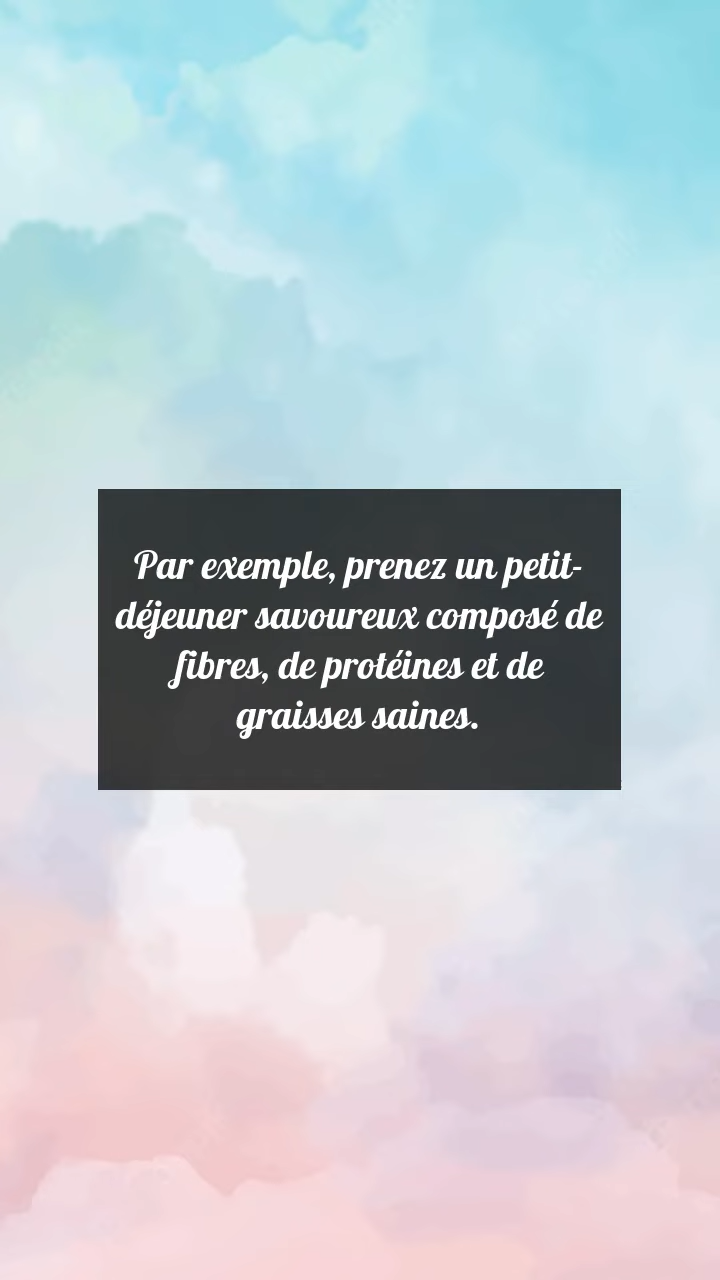 Par exemple, prenez un petit-
déjeuner savoureux composé de
fibres, de protéines et de
graisses saines.